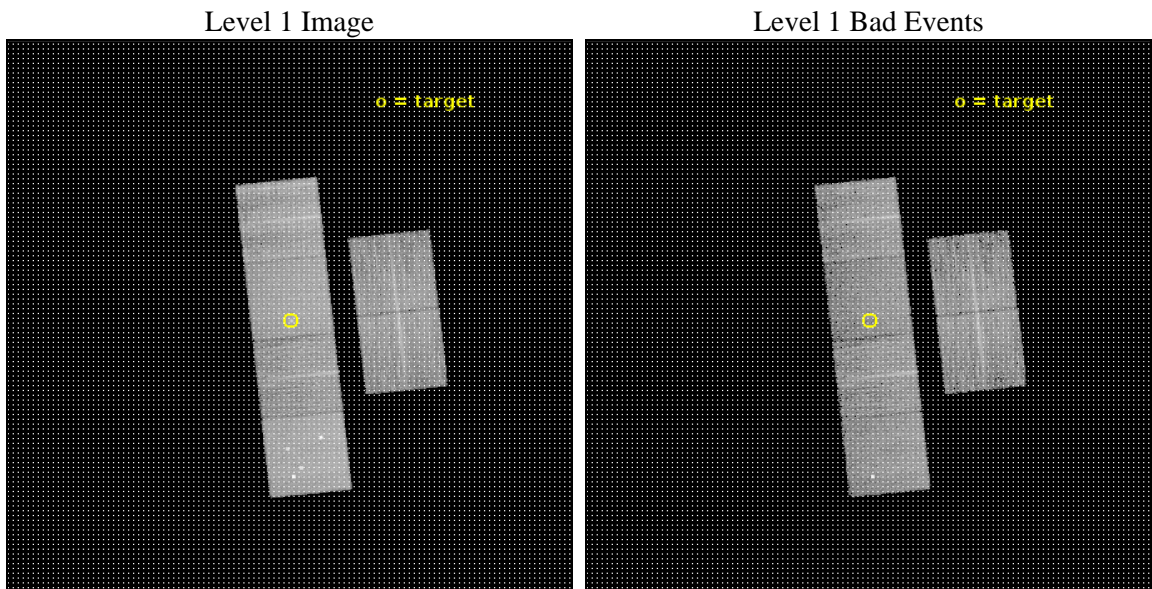 Level 1 Image
Level 1 Bad Events
o = target
o = target